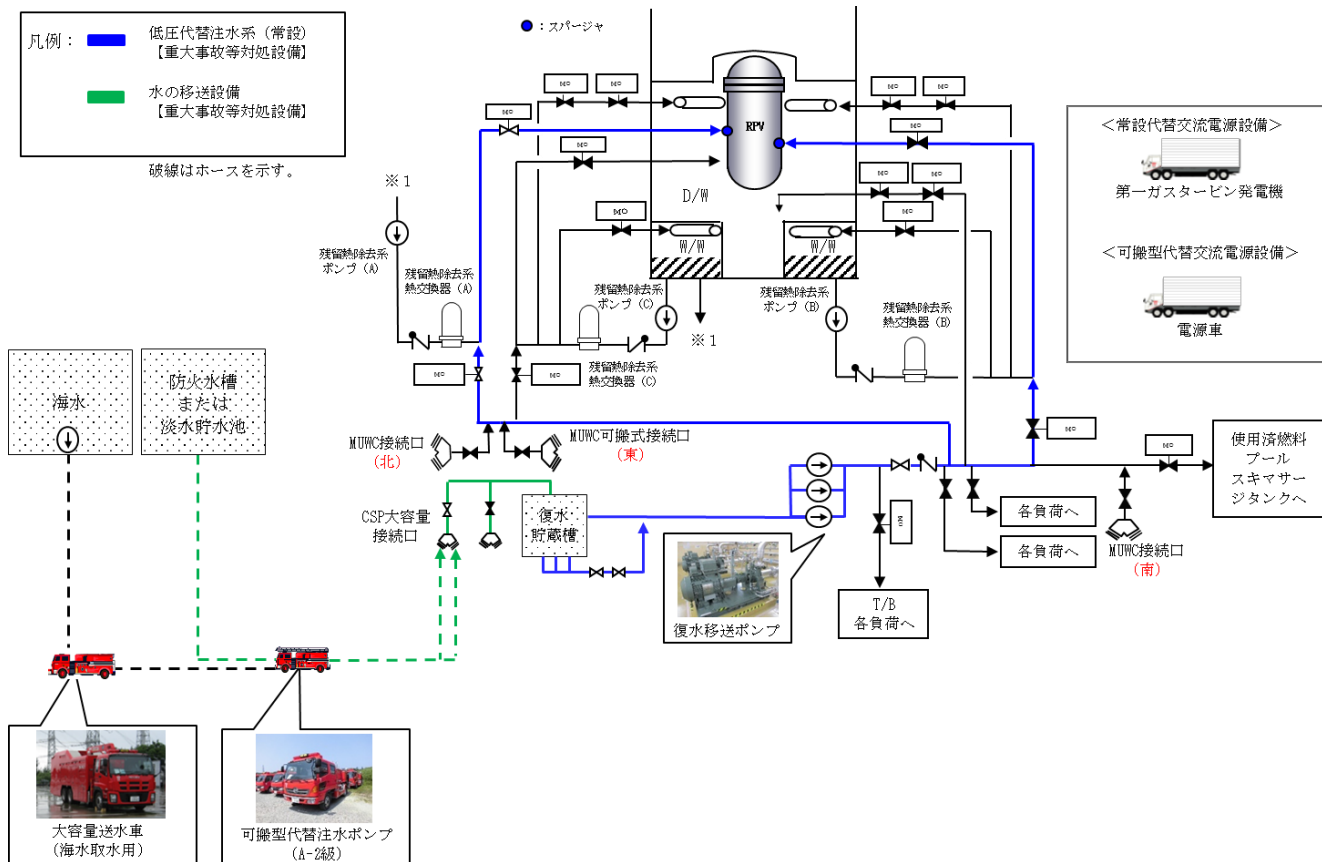 凡例：
低圧代替注水系（常設）
【重大事故等対処設備】
水の移送設備
【重大事故等対処設備】
破線はホースを示す。
：スパージャ
MO
MO
MO
MO
MO
MO
MO
RPV
MO
MO
D/W
MO
MO
W/W
W/W
※１
残留熱除去系
ポンプ（A）
残留熱除去系
熱交換器（A）
残留熱除去系
ポンプ（C）
※１
残留熱除去系
熱交換器（C）
残留熱除去系
ポンプ（B）
残留熱除去系
熱交換器（B）
＜常設代替交流電源設備＞
第一ガスタービン発電機
＜可搬型代替交流電源設備＞
電源車
海水
防火水槽
または
淡水貯水池
MO
MO
MO
MO
MUWC接続口
（北）
MUWC可搬式接続口
（東）
CSP大容量
接続口
復水
貯蔵槽
復水移送ポンプ
MO
T/B
各負荷へ
各負荷へ
各負荷へ
MUWC接続口
（南）
使用済燃料
プール
スキマサー
ジタンクへ
大容量送水車
（海水取水用）
可搬型代替注水ポンプ
（A-2級）